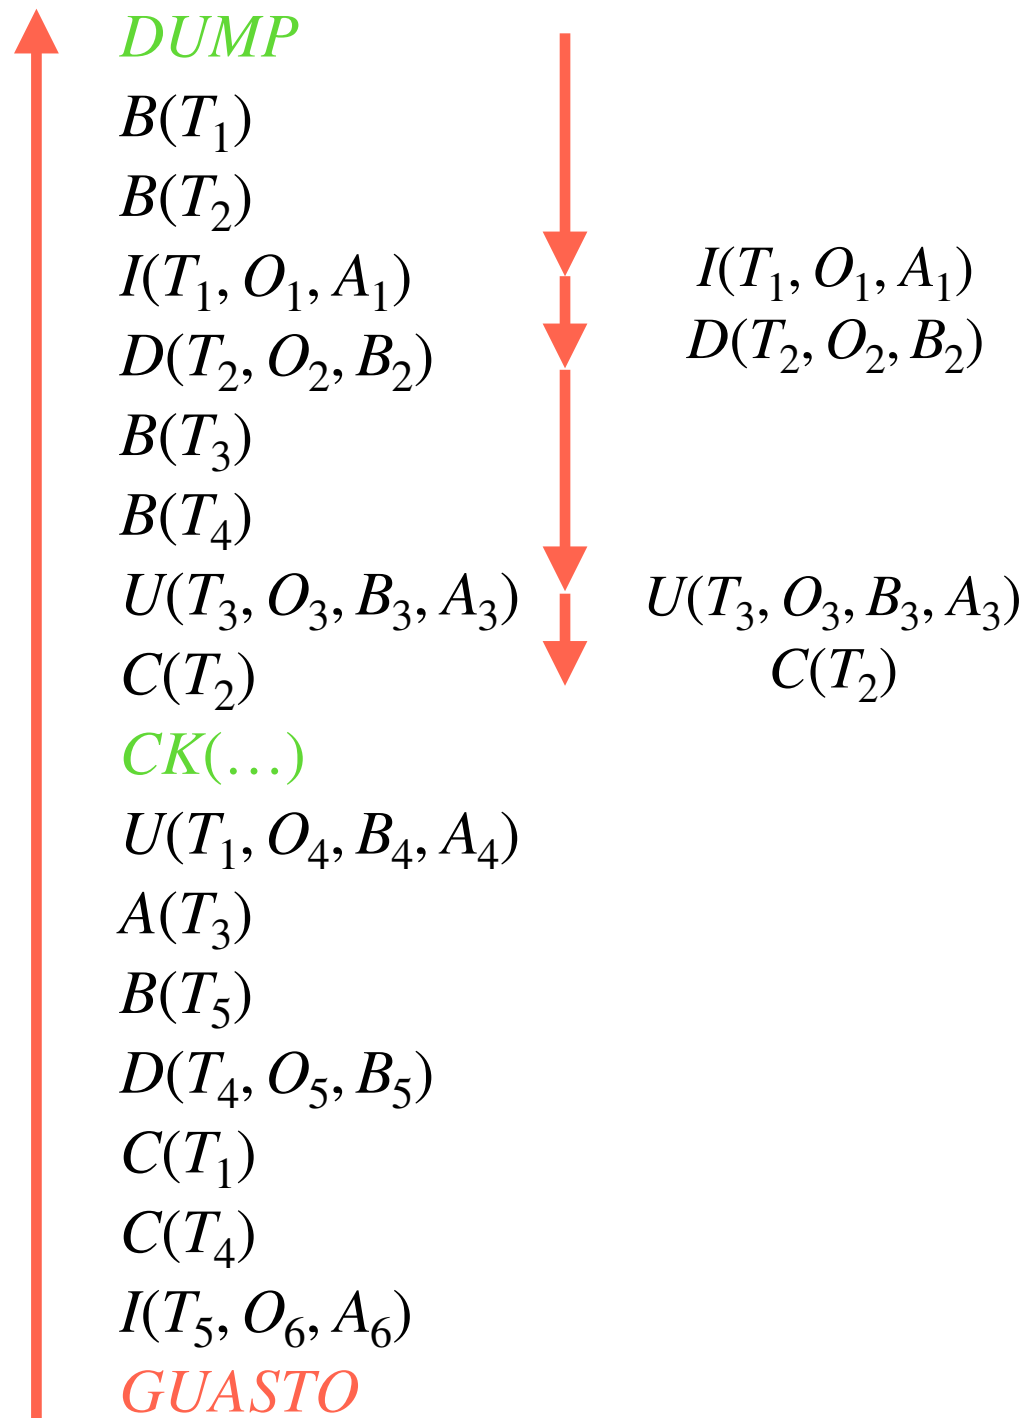 DUMP
B(T₁)
B(T₂)
I(T₁, O₁, A₁) I(T₁, O₁, A₁)
D(T₂, O₂, B₂) D(T₂, O₂, B₂)
B(T₃)
B(T₄)
U(T₃, O₃, B₃, A₃) U(T₃, O₃, B₃, A₃)
C(T₂) C(T₂)
CK(…)
U(T₁, O₄, B₄, A₄)
A(T₃)
B(T₅)
D(T₄, O₅, B₅)
C(T₁)
C(T₄)
I(T₅, O₆, A₆)
GUASTO